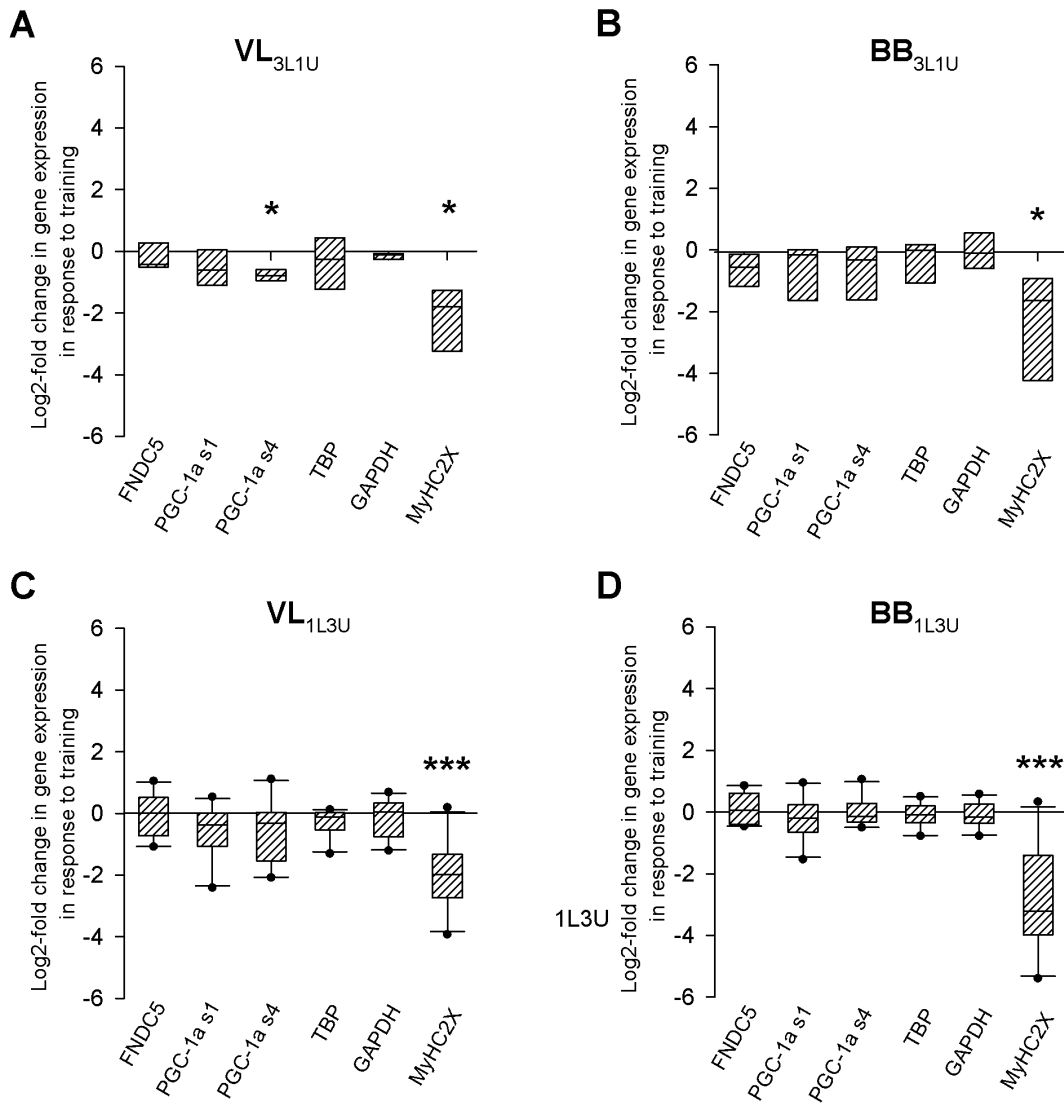 A
VL3L1U
Log2-fold change in gene expression
in response to training
6
4
2
0
-2
-4
-6
*
*
FNDC5
PGC-1a s1
PGC-1a s4
TBP
GAPDH
MyHC2X
B
BB3L1U
Log2-fold change in gene expression
in response to training
6
4
2
0
-2
-4
-6
*
FNDC5
PGC-1a s1
PGC-1a s4
TBP
GAPDH
MyHC2X
C
VL1L3U
Log2-fold change in gene expression
in response to training
6
4
2
0
-2
-4
-6
***
FNDC5
PGC-1a s1
PGC-1a s4
TBP
GAPDH
MyHC2X
D
BB1L3U
1L3U
Log2-fold change in gene expression
in response to training
6
4
2
0
-2
-4
-6
***
FNDC5
PGC-1a s1
PGC-1a s4
TBP
GAPDH
MyHC2X